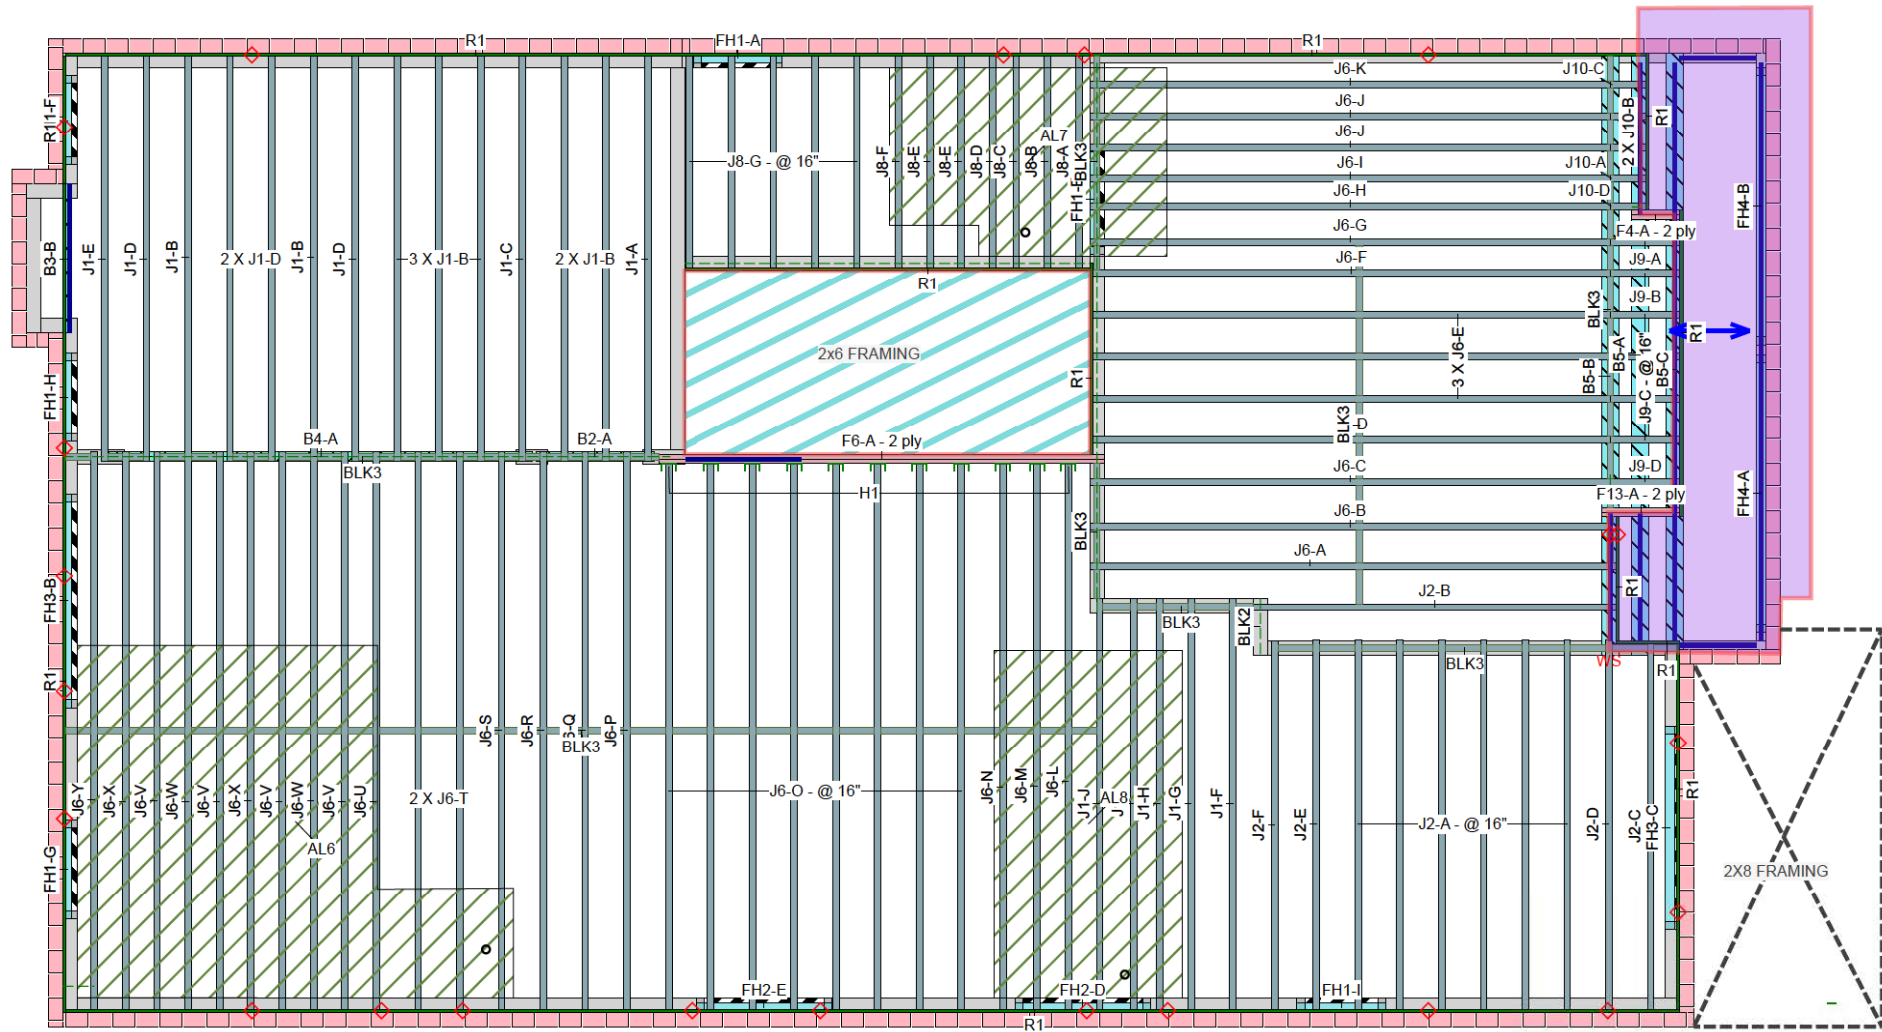 R1
FH1-A
R1
J6-K
J10-C
J6-J
J6-J
J6-I
J10-A
J6-H
J10-D
J6-G
J6-F
2 X J10-B
R1
F4-A - 2 ply
J9-A
J9-B
FH4-B
R1
R1
B3-B
J1-E
J1-D
J1-B
2 X J1-D
J1-B
J1-D
3 X J1-B
J1-C
2 X J1-B
J1-A
J8-G - @ 16"
J8-F
J8-E
J8-E
J8-D
J8-C
J8-B
AL7
J8-A
BLK3
R1
2x6 FRAMING
R1
3 X J6-E
BLK3
B5-B
B5-A
J9-C - @ 16"
B5-C
FH1-H
B4-A
BLK3
B2-A
F6-A - 2 ply
H1
BLK3
BLK3
-D
J6-C
J9-D
F13-A - 2 ply
J6-B
J6-A
J2-B
FH4-A
R1
FH3-B
BLK3
BLK2
BLK3
WS
R1
R1
J6-S
J6-R
BLK3
J6-P
J6-Y
J6-X
J6-V
J6-W
J6-V
J6-X
J6-V
J6-W
J6-V
J6-U
2 X J6-T
AL6
J6-O - @ 16"
J6-N
J6-M
J6-L
J1-J
AL8
J1-H
J1-G
J1-F
J2-F
J2-E
J2-A - @ 16"
J2-D
J2-C
FH3-C
R1
2X8 FRAMING
FH1-G
FH2-E
FH2-D
FH1-I
R1